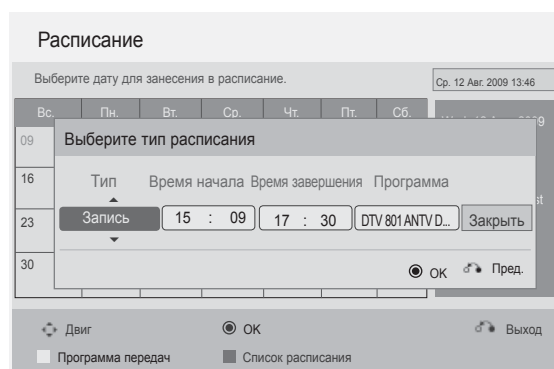 Расписание
Выберите дату для занесения в расписание.
Ср. 12 Авг. 2009 13:46
Вс. Пн. Вт. Ср. Чт. Пт. Сб.
09
Выберите тип расписания
16
Тип Время начала Время завершения Программа
23
Запись 15 : 09 17 : 30 DTV 801 ANTV D... Закрыть
30
OK Пред.
Двиг OK Выход
Программа передач Список расписания